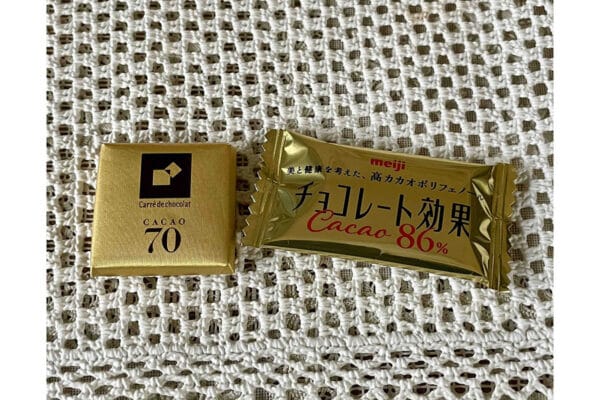 Carré de chocolat
CACAO
70
meiji
美と健康を考えた、高カカオポリフェノー
チョコレート効果
Cacao 86%